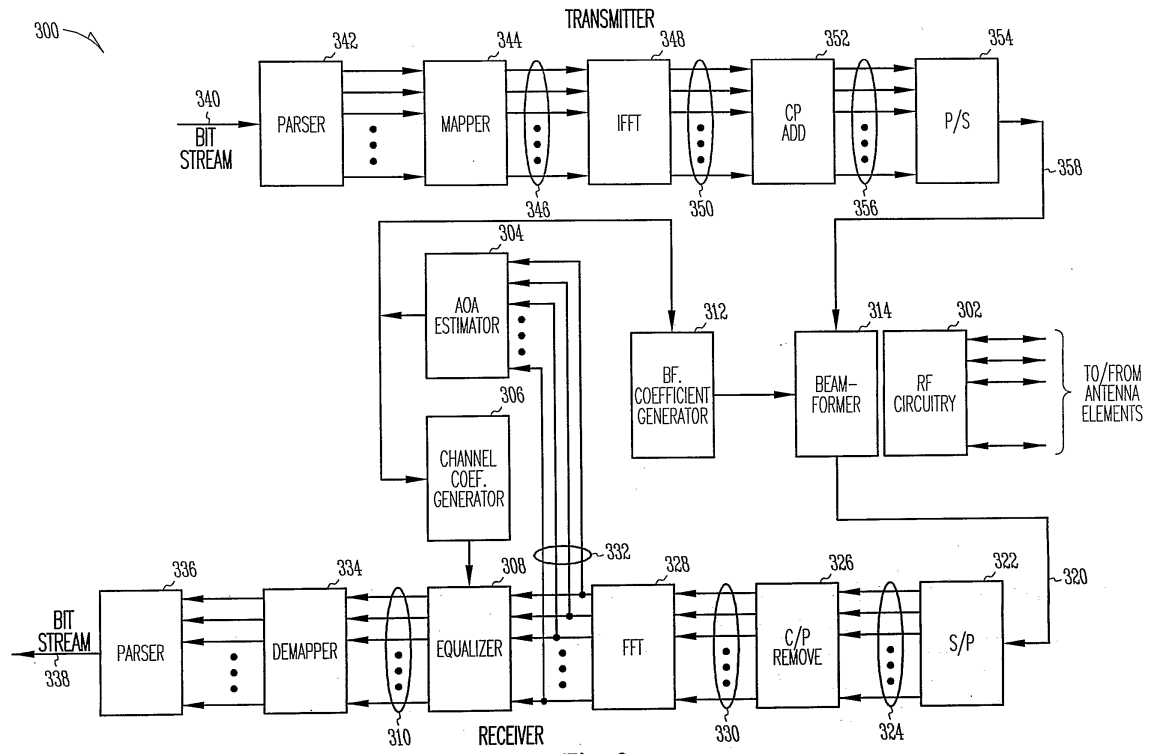 TRANSMITTER
300
342
344
348
352
354
340
BIT
STREAM
PARSER
MAPPER
IFFT
CP
ADD
P/S
346
350
356
358
304
AOA
ESTIMATOR
312
314
302
BF.
COEFFICIENT
GENERATOR
BEAM-
FORMER
RF
CIRCUITRY
TO/FROM
ANTENNA
ELEMENTS
306
CHANNEL
COEF.
GENERATOR
332
320
336
334
308
328
326
322
BIT
STREAM
338
PARSER
DEMAPPER
EQUALIZER
FFT
C/P
REMOVE
S/P
310
330
324
RECEIVER